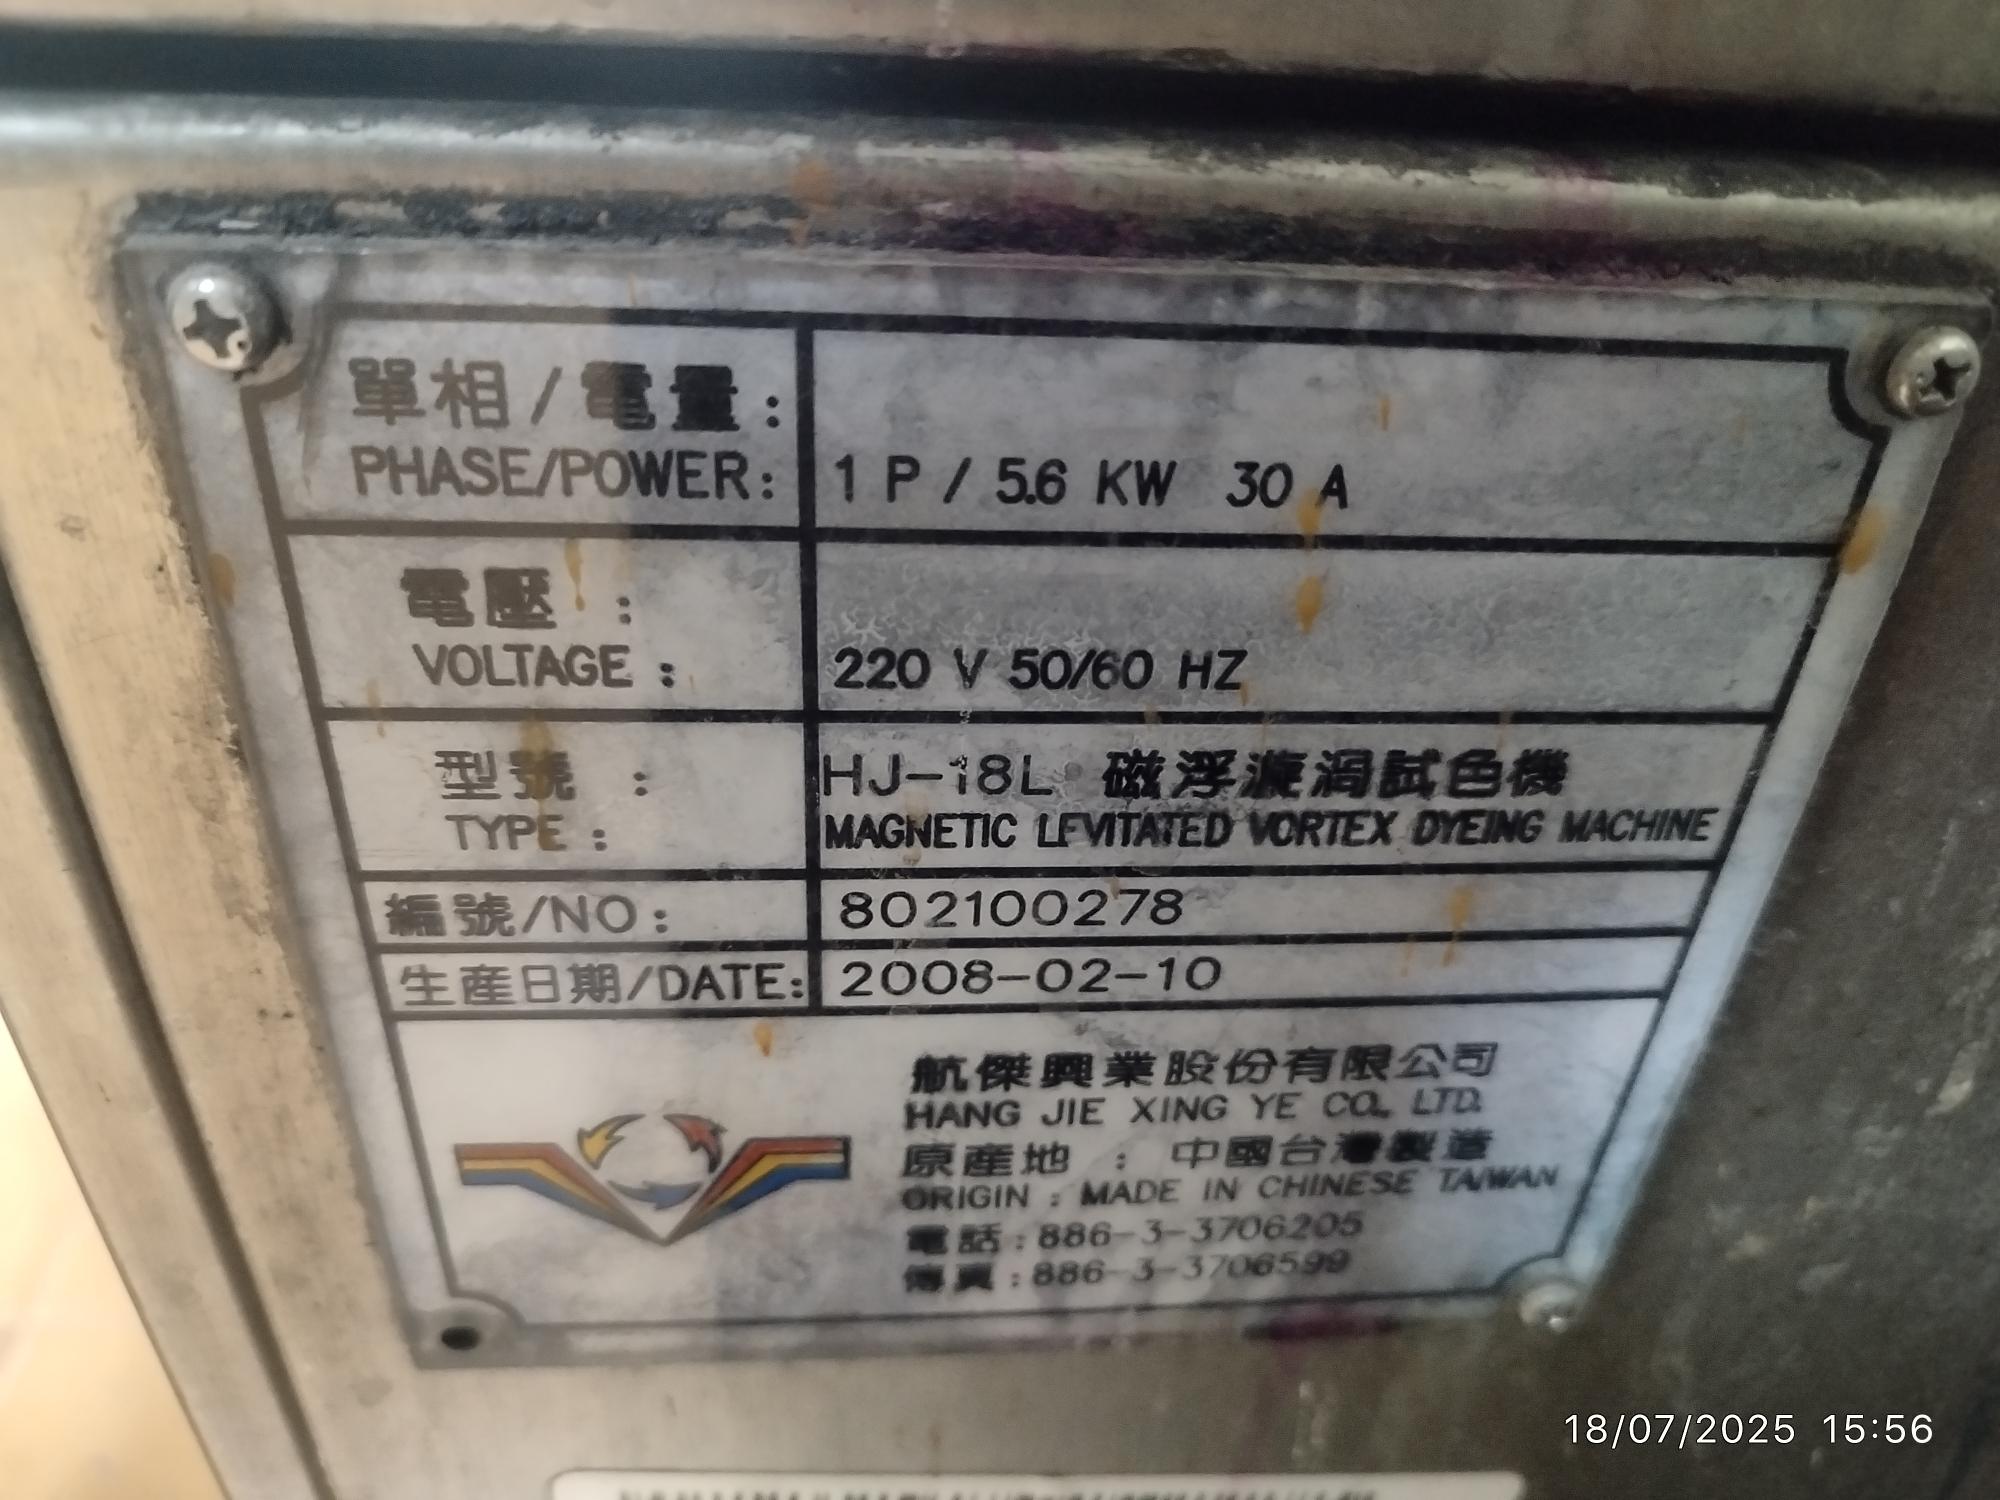 單相/電量:
PHASE/POWER: 1 P / 5.6 KW 30 A
電壓 :
VOLTAGE : 220 V 50/60 HZ
型號 : HJ-18L 磁浮漩渦試色機
TYPE : MAGNETIC LEVITATED VORTEX DYEING MACHINE
編號/NO: 802100278
生産日期/DATE: 2008-02-10
航傑興業股份有限公司
HANG JIE XING YE CO., LTD.
原産地 : 中國台灣製造
ORIGIN : MADE IN CHINESE TAIWAN
電話:886-3-3706205
傳真:886-3-3706599
18/07/2025 15:56